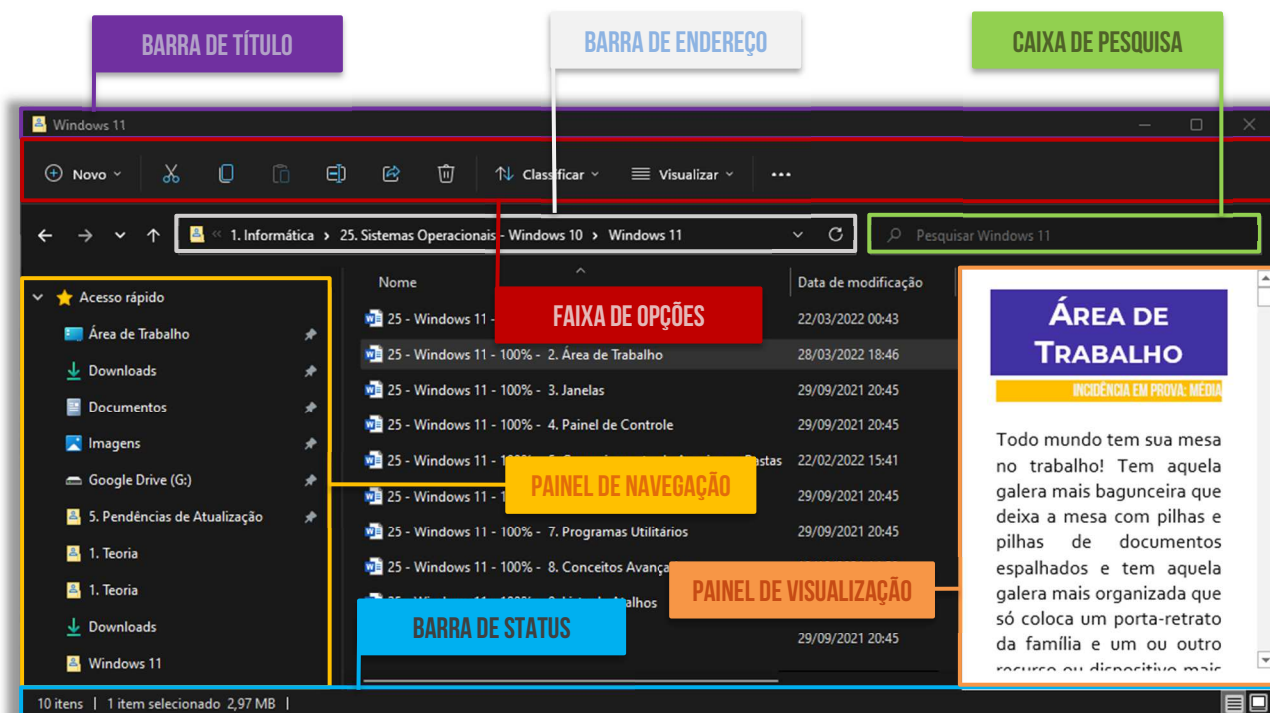 BARRA DE TÍTULO
BARRA DE ENDEREÇO
CAIXA DE PESQUISA
Windows 11
Novo
Classificar
Visualizar
1. Informática › 25. Sistemas Operacionais - Windows 10 › Windows 11
Pesquisar Windows 11
Nome
Data de modificação
Acesso rápido
Área de Trabalho
Downloads
Documentos
Imagens
Google Drive (G:)
5. Pendências de Atualização
1. Teoria
1. Teoria
Downloads
Windows 11
25 - Windows 11 -
22/03/2022 00:43
FAIXA DE OPÇÕES
25 - Windows 11 - 100% - 2. Área de Trabalho
28/03/2022 18:46
25 - Windows 11 - 100% - 3. Janelas
29/09/2021 20:45
25 - Windows 11 - 100% - 4. Painel de Controle
29/09/2021 20:45
25 - Windows 11 -
22/02/2022 15:41
PAINEL DE NAVEGAÇÃO
25 - Windows 11 -
29/09/2021 20:45
25 - Windows 11 - 100% - 7. Programas Utilitários
29/09/2021 20:45
25 - Windows 11 - 100% - 8. Conceitos
PAINEL DE VISUALIZAÇÃO
BARRA DE STATUS
29/09/2021 20:45
ÁREA DE
TRABALHO
INCIDÊNCIA EM PROVA: MÉDIA
Todo mundo tem sua mesa
no trabalho! Tem aquela
galera mais bagunceira que
deixa a mesa com pilhas e
pilhas de documentos
espalhados e tem aquela
galera mais organizada que
só coloca um porta-retrato
da família e um ou outro
recurso ou dispositivo mais
10 itens | 1 item selecionado 2,97 MB |